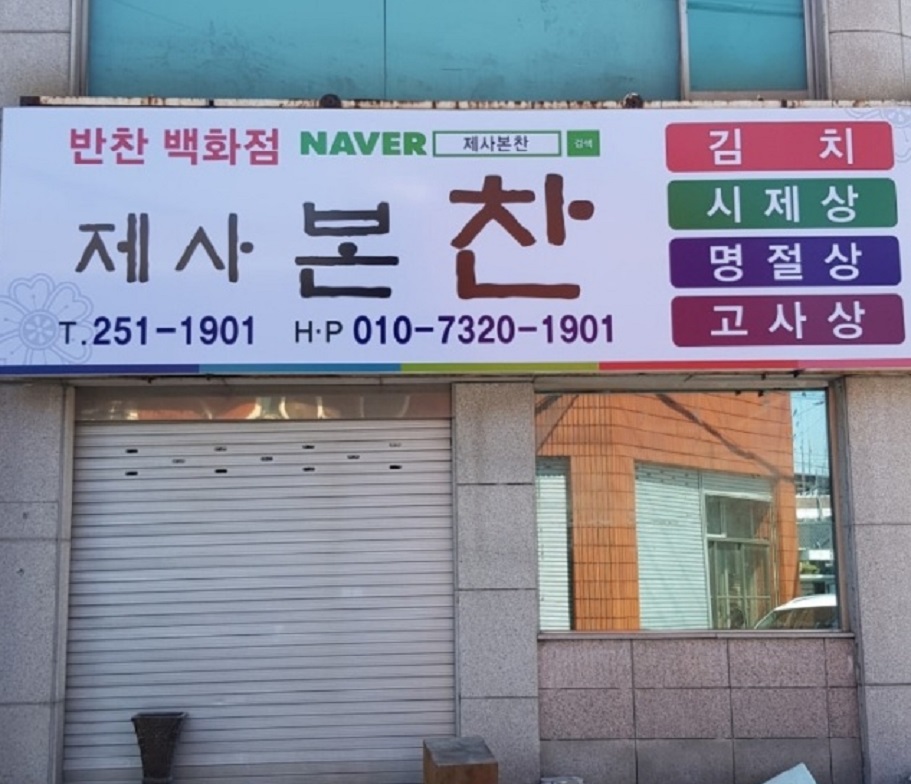 반찬 백화점 NAVER 제사본찬 검색
제사 본찬
T.251-1901 H·P 010-7320-1901
김 치
시제상
명절상
고사상